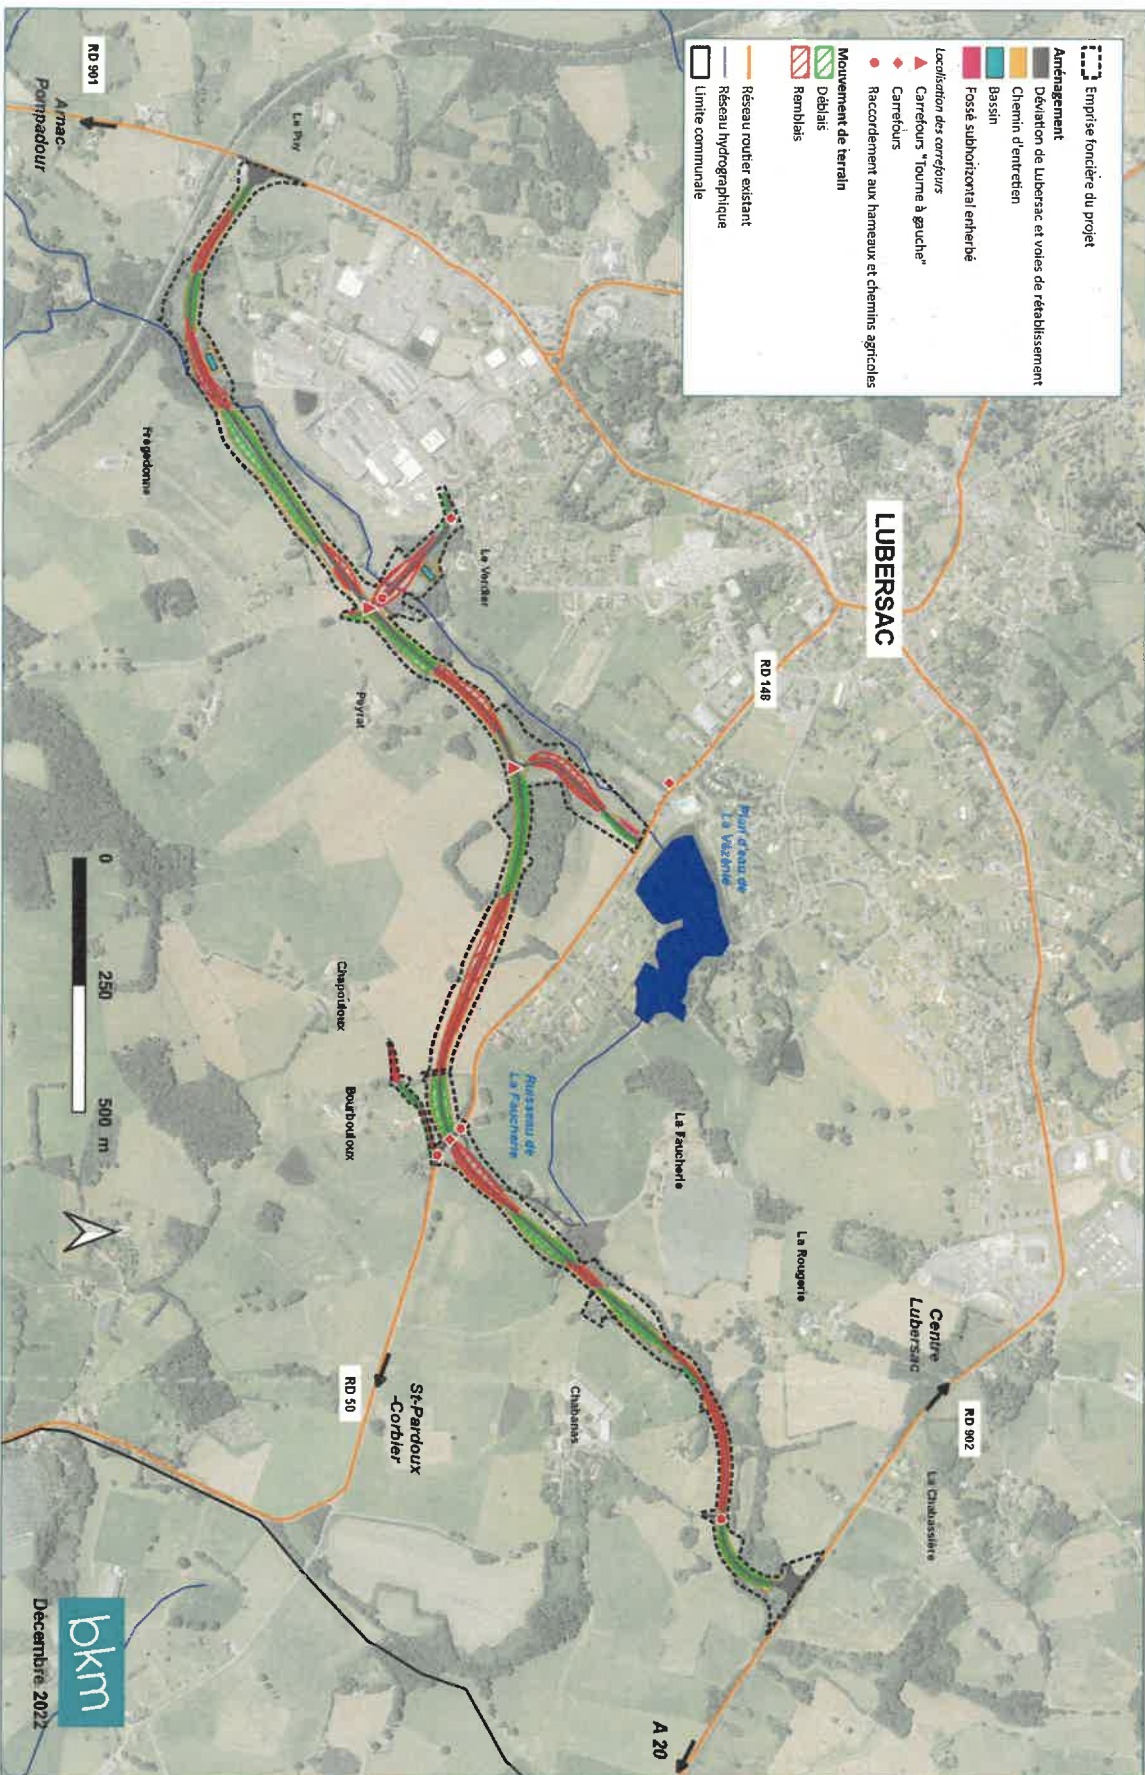 Emprise foncière du projet
Aménagement
Déviation de Lubersac et voies de rétablissement
Chemin d'entretien
Bassin
Fossé subhorizontal enherbé
Localisation des carrefours
Carrefours "Tourne à gauche"
Carrefours
Raccordement aux hameaux et chemins agricoles
Mouvement de terrain
Déblais
Remblais
Réseau routier existant
Réseau hydrographique
Limite communale
LUBERSAC
RD 148
Plan d'eau de
La Vézénie
RD 901
Arnac-
Pompadour
Le Puy
Fregedonne
Le Verdier
Peyrat
Chapouloux
Bourbouloux
Ruisseau de
La Faucherie
La Faucherie
La Rougerie
Centre
Lubersac
RD 902
La Chabassière
Chabanas
St-Pardoux
-Corbier
RD 50
A 20
0
250
500 m
bkm
Décembre 2022